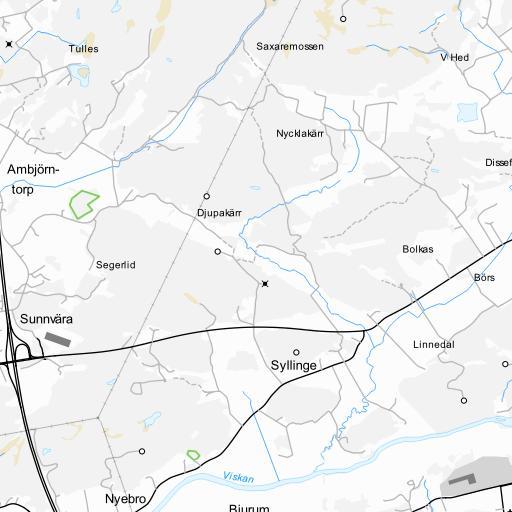 Saxaremossen
Tulles
V Hed
Nycklakärr
Dissef
Ambjörn-
torp
Djupakärr
Bolkas
Segerlid
Börs
Sunnvära
Linnedal
Syllinge
Viskan
Nyebro
Bjurum